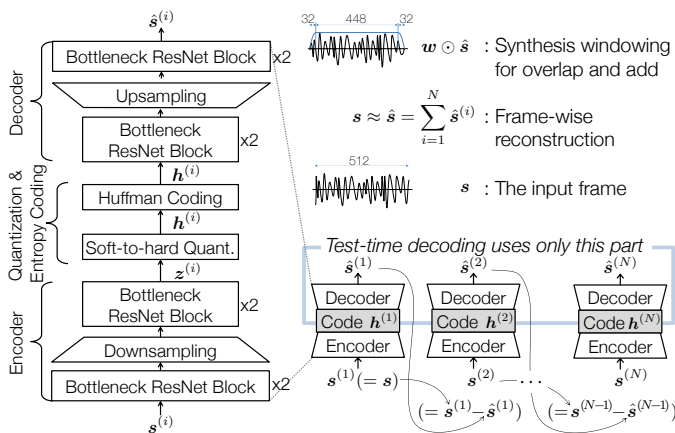 ŝ^(i)
Bottleneck ResNet Block x2
Upsampling
Bottleneck
ResNet Block x2
h^(i)
Huffman Coding
h^(i)
Soft-to-hard Quant.
z^(i)
Bottleneck
ResNet Block x2
Downsampling
Bottleneck ResNet Block x2
s^(i)
Decoder
Quantization &
Entropy Coding
Encoder
32 448 32
w ⊙ ŝ : Synthesis windowing
for overlap and add
s ≈ ŝ = ∑_{i=1}^{N} ŝ^(i) : Frame-wise
reconstruction
512
s : The input frame
Test-time decoding uses only this part
ŝ^(1) ŝ^(2) ŝ^(N)
Decoder Decoder Decoder
Code h^(1) Code h^(2) Code h^(N)
Encoder Encoder Encoder
s^(1) (= s) s^(2) ··· s^(N)
(= s^(1) − ŝ^(1)) (= s^(N−1) − ŝ^(N−1))